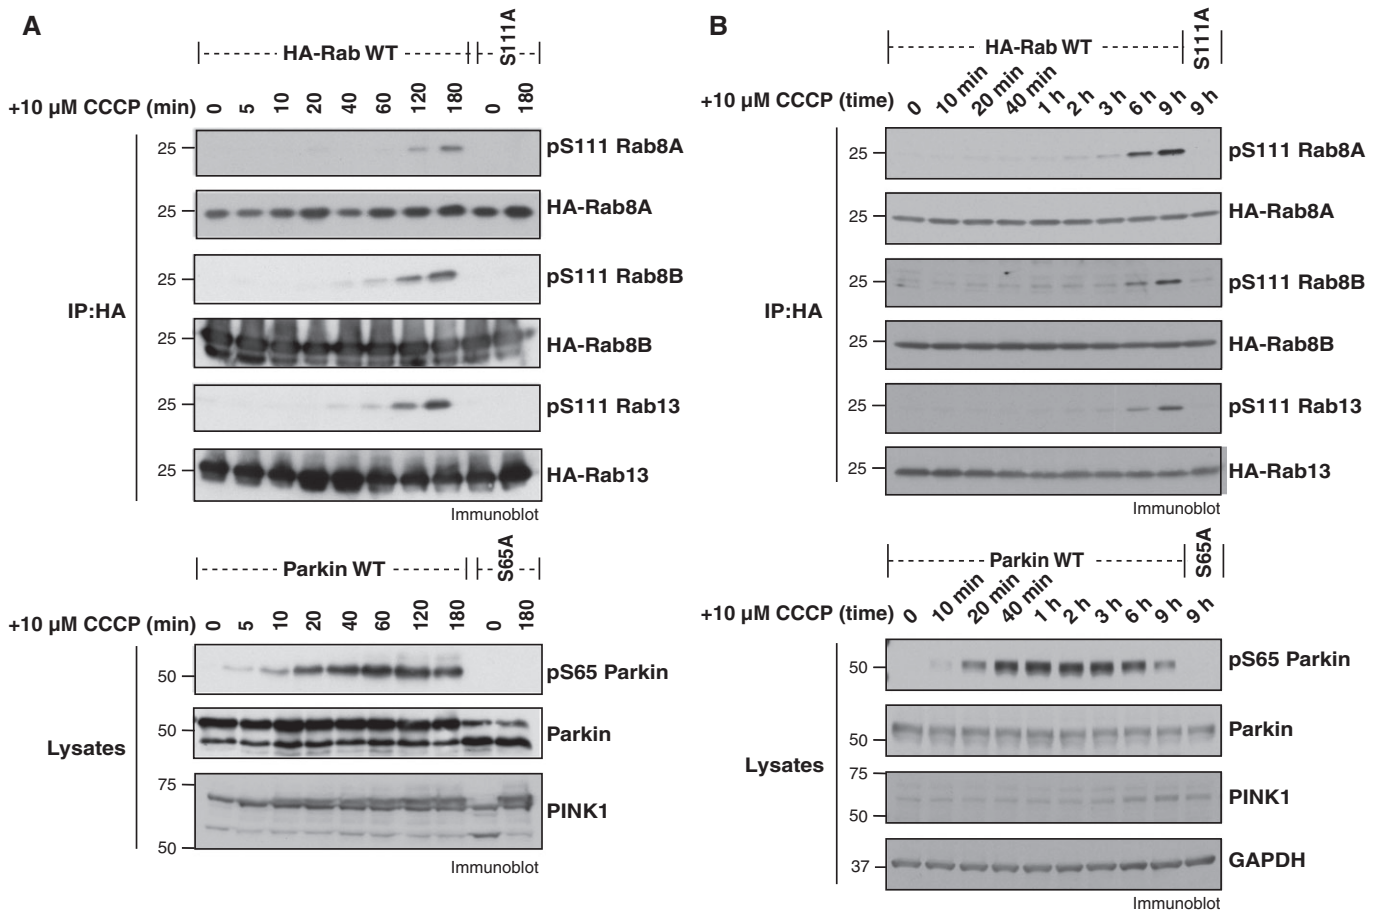 A
HA-Rab WT
S111A
+10 µM CCCP (min) 0 5 10 20 40 60 120 180 0 180
25 pS111 Rab8A
25 HA-Rab8A
25 pS111 Rab8B
IP:HA
25 HA-Rab8B
25 pS111 Rab13
25 HA-Rab13
Immunoblot
Parkin WT
S65A
+10 µM CCCP (min) 0 5 10 20 40 60 120 180 0 180
50 pS65 Parkin
50 Parkin
Lysates
75
PINK1
50
Immunoblot
B
HA-Rab WT
S111A
+10 µM CCCP (time) 0 10 min 20 min 40 min 1 h 2 h 3 h 6 h 9 h 9 h
25 pS111 Rab8A
25 HA-Rab8A
25 pS111 Rab8B
IP:HA
25 HA-Rab8B
25 pS111 Rab13
25 HA-Rab13
Immunoblot
Parkin WT
S65A
+10 µM CCCP (time) 0 10 min 20 min 40 min 1 h 2 h 3 h 6 h 9 h 9 h
50 pS65 Parkin
50 Parkin
Lysates
75
PINK1
50
37 GAPDH
Immunoblot